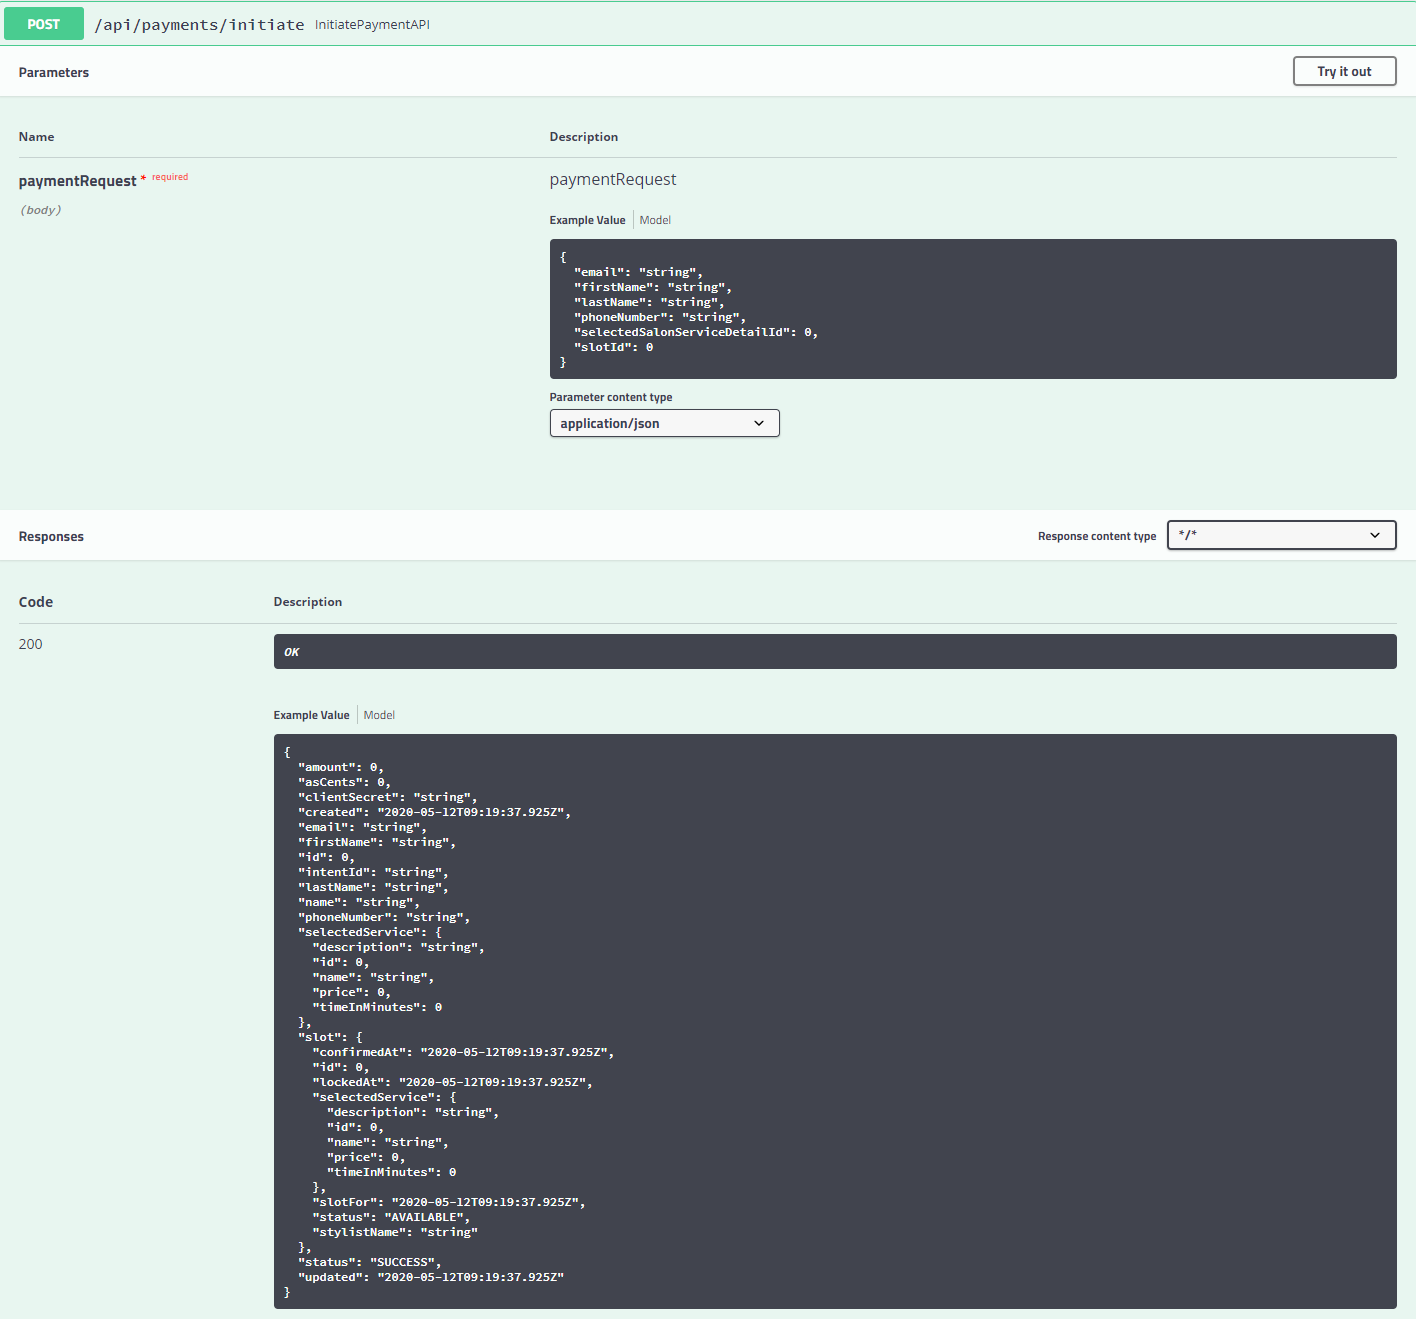 POST /api/payments/initiate InitiatePaymentAPI
Parameters
Try it out
Name Description
paymentRequest * required
(body)
paymentRequest
Example Value Model
{
  "email": "string",
  "firstName": "string",
  "lastName": "string",
  "phoneNumber": "string",
  "selectedSalonServiceDetailId": 0,
  "slotId": 0
}
Parameter content type
application/json
Responses
Response content type */*
Code Description
200
OK
Example Value Model
{
  "amount": 0,
  "asCents": 0,
  "clientSecret": "string",
  "created": "2020-05-12T09:19:37.925Z",
  "email": "string",
  "firstName": "string",
  "id": 0,
  "intentId": "string",
  "lastName": "string",
  "name": "string",
  "phoneNumber": "string",
  "selectedService": {
    "description": "string",
    "id": 0,
    "name": "string",
    "price": 0,
    "timeInMinutes": 0
  },
  "slot": {
    "confirmedAt": "2020-05-12T09:19:37.925Z",
    "id": 0,
    "lockedAt": "2020-05-12T09:19:37.925Z",
    "selectedService": {
      "description": "string",
      "id": 0,
      "name": "string",
      "price": 0,
      "timeInMinutes": 0
    },
    "slotFor": "2020-05-12T09:19:37.925Z",
    "status": "AVAILABLE",
    "stylistName": "string"
  },
  "status": "SUCCESS",
  "updated": "2020-05-12T09:19:37.925Z"
}